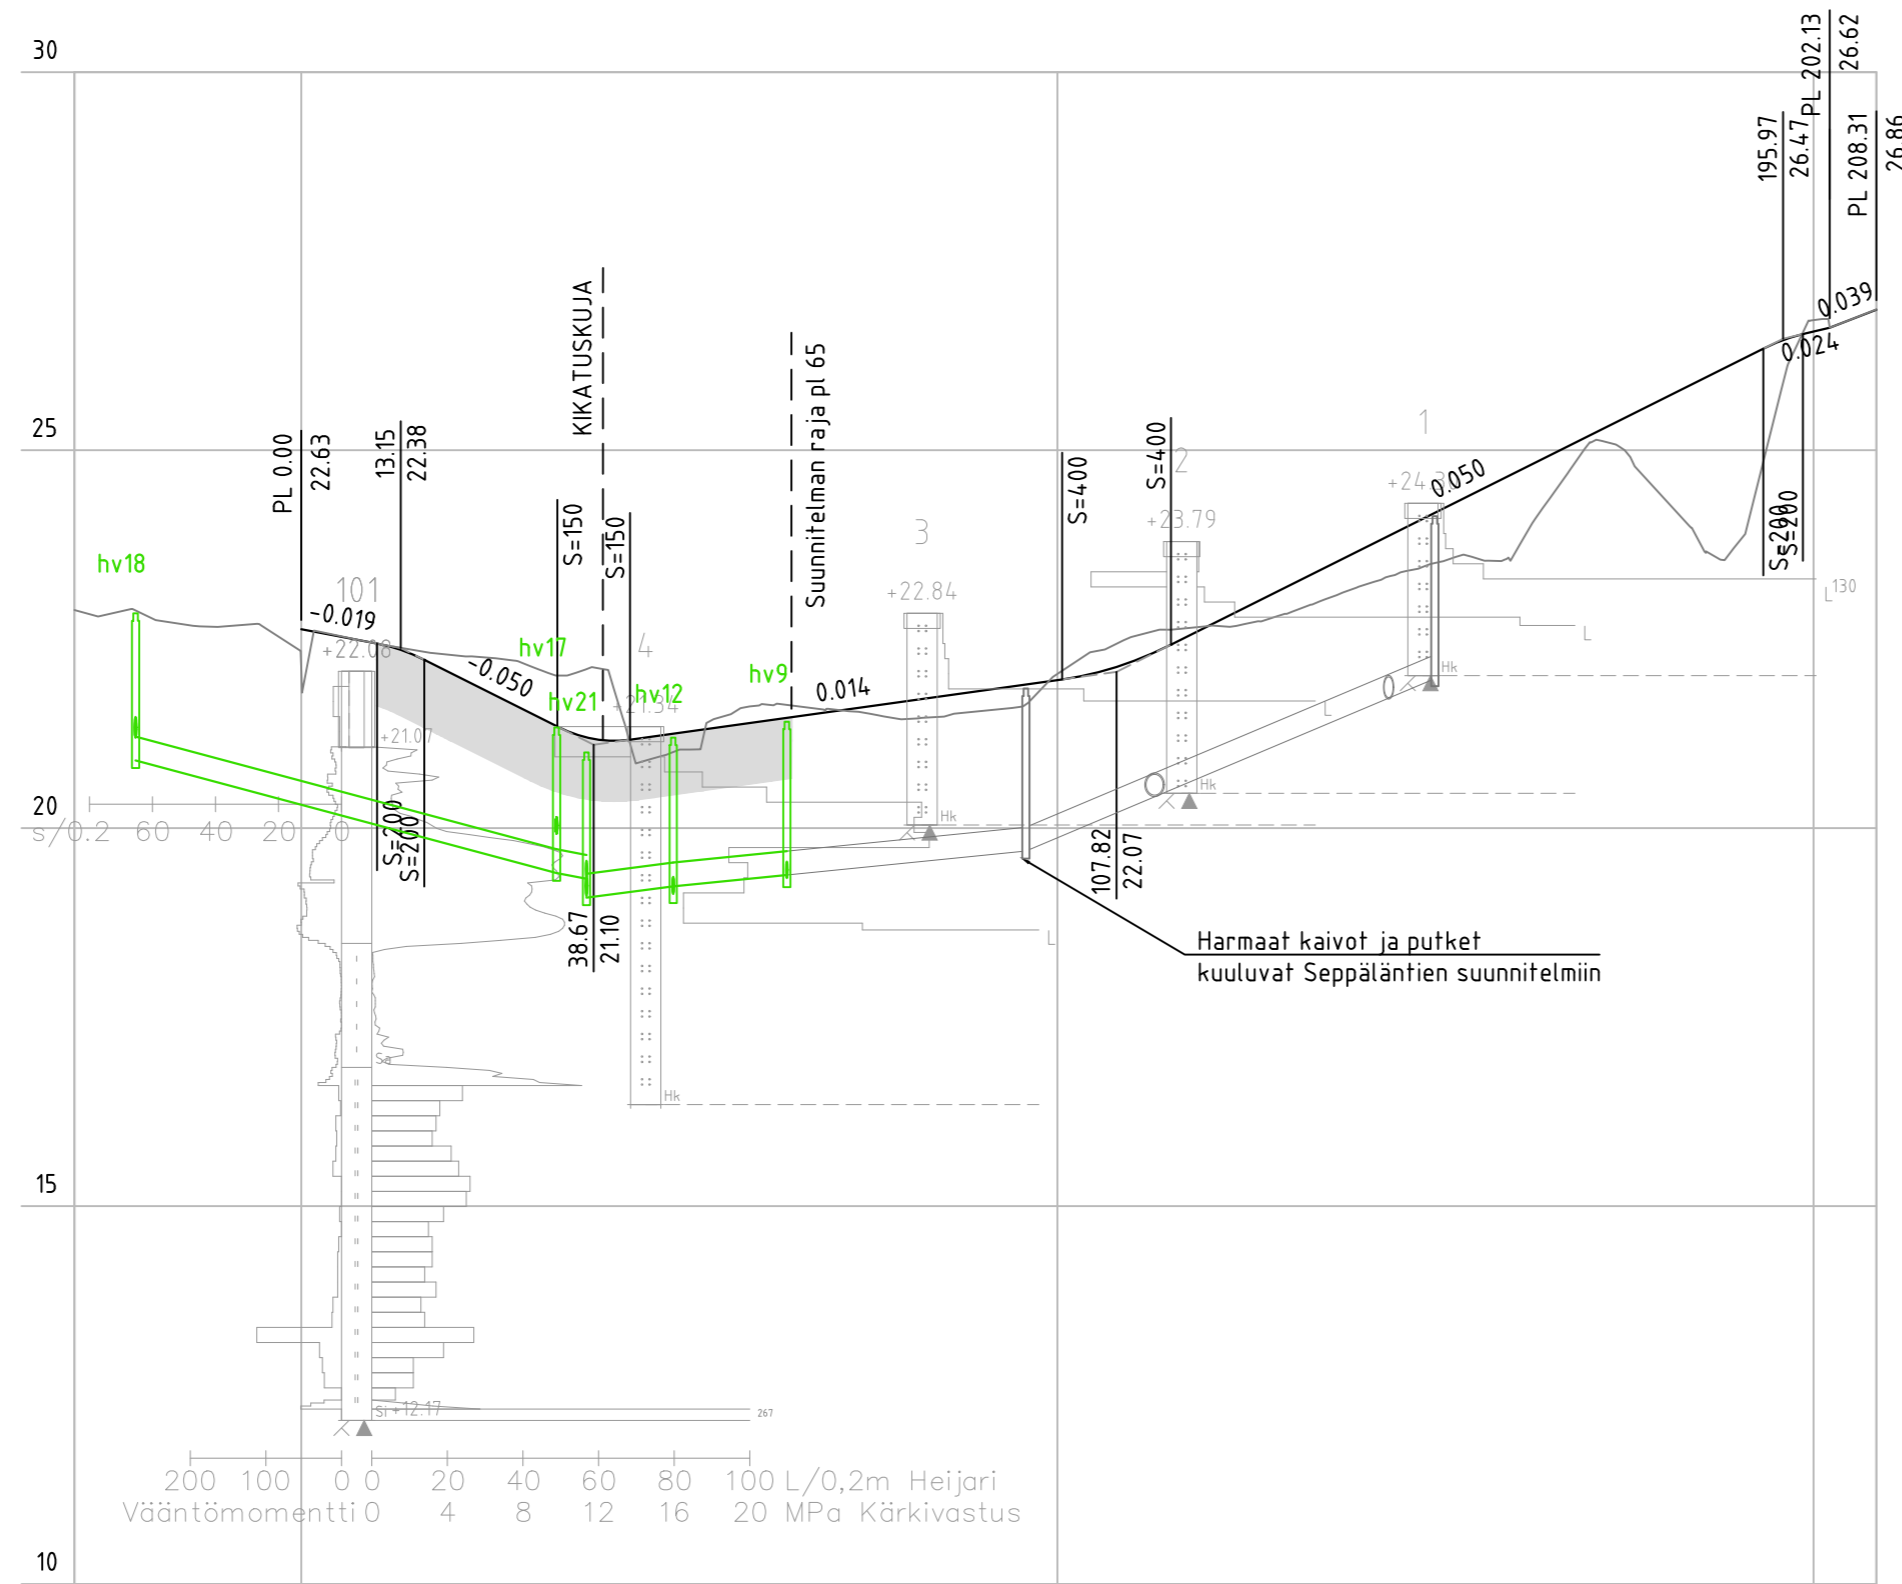 30
PL 202.13
26.62
195.97
26.47
PL 208.31
26.86
0.039
0.024
KIKATUSKUJA
Suunnitelman raja pl 65
25
PL 0.00
22.63
13.15
22.38
S=150
S=150
S=400
S=400
2
+23.79
1
0.050
S=200
S=200
hv18
101
-0.019
+22.08
-0.050
hv17
4
hv21
hv12
hv9
0.014
3
+22.84
L 130
L
L
L
Hk
Hk
Hk
Hk
+21.07
20
s/0.2 60 40 20 0
S=200
S=200
38.67
21.10
107.82
22.07
Harmaat kaivot ja putket
kuuluvat Seppäläntien suunnitelmiin
Sa
15
Si +12.17
267
200 100 0 0 20 40 60 80 100 L/0,2m Heijari
Vääntömomentti 0 4 8 12 16 20 MPa Kärkivastus
10